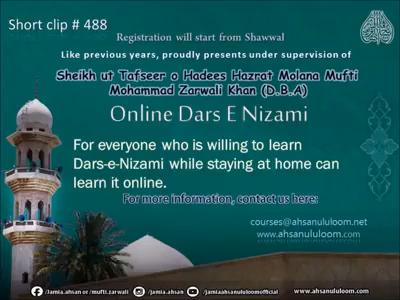 Short clip # 488
Registration will start from Shawwal
Like previous years, proudly presents under supervision of
Sheikh ut Tafseer o Hadees Hazrat Molana Mufti
Mohammad Zarwali Khan (D.B.A)
Online Dars E Nizami
For everyone who is willing to learn
Dars-e-Nizami while staying at home can
learn it online.
For more information, contact us here:
courses@ahsanululoom.net
www.ahsanululoom.com
/jamia.ahsan or /mufti.zarwali
/jamia.ahsan
/jamiaahsanululoomofficial
www.ahsanululoom.com